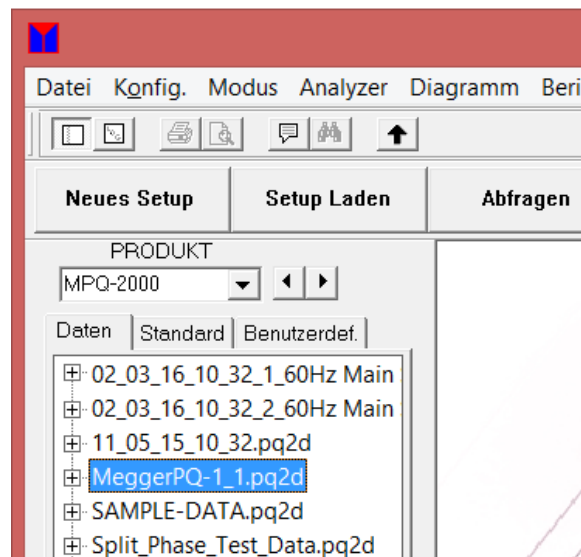 Datei Konfig. Modus Analyzer Diagramm Beri
Neues Setup Setup Laden Abfragen
PRODUKT
MPQ-2000
Daten Standard Benutzerdef.
02_03_16_10_32_1_60Hz Main
02_03_16_10_32_2_60Hz Main
11_05_15_10_32.pq2d
MeggerPQ-1_1.pq2d
SAMPLE-DATA.pq2d
Split_Phase_Test_Data.pq2d